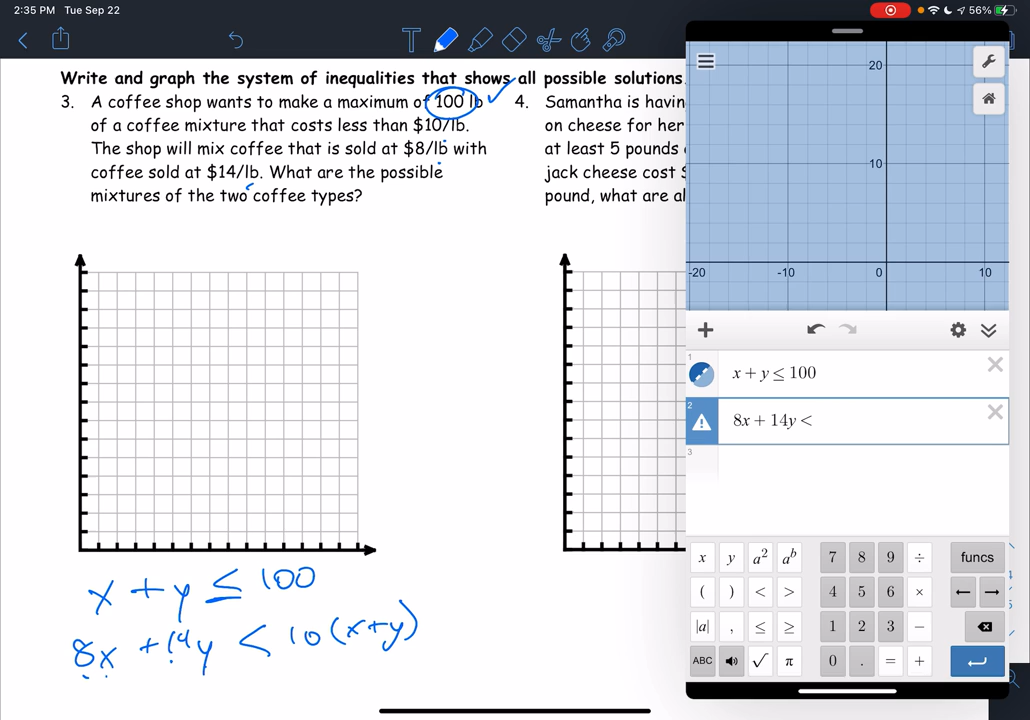 2:35 PM Tue Sep 22
56%
Write and graph the system of inequalities that shows all possible solutions
3. A coffee shop wants to make a maximum of 100 lb
of a coffee mixture that costs less than $10/lb.
The shop will mix coffee that is sold at $8/lb with
coffee sold at $14/lb. What are the possible
mixtures of the two coffee types?
4. Samantha is havin
on cheese for her
at least 5 pounds
jack cheese cost $
pound, what are al
x + y ≤ 100
8x + 14y < 10(x+y)
20
10
-20 -10 0 10
1
x + y ≤ 100
2
8x + 14y <
3
x y a² aᵇ 7 8 9 ÷ funcs
( ) < > 4 5 6 × ← →
|a| , ≤ ≥ 1 2 3 −
ABC √ π 0 . = +